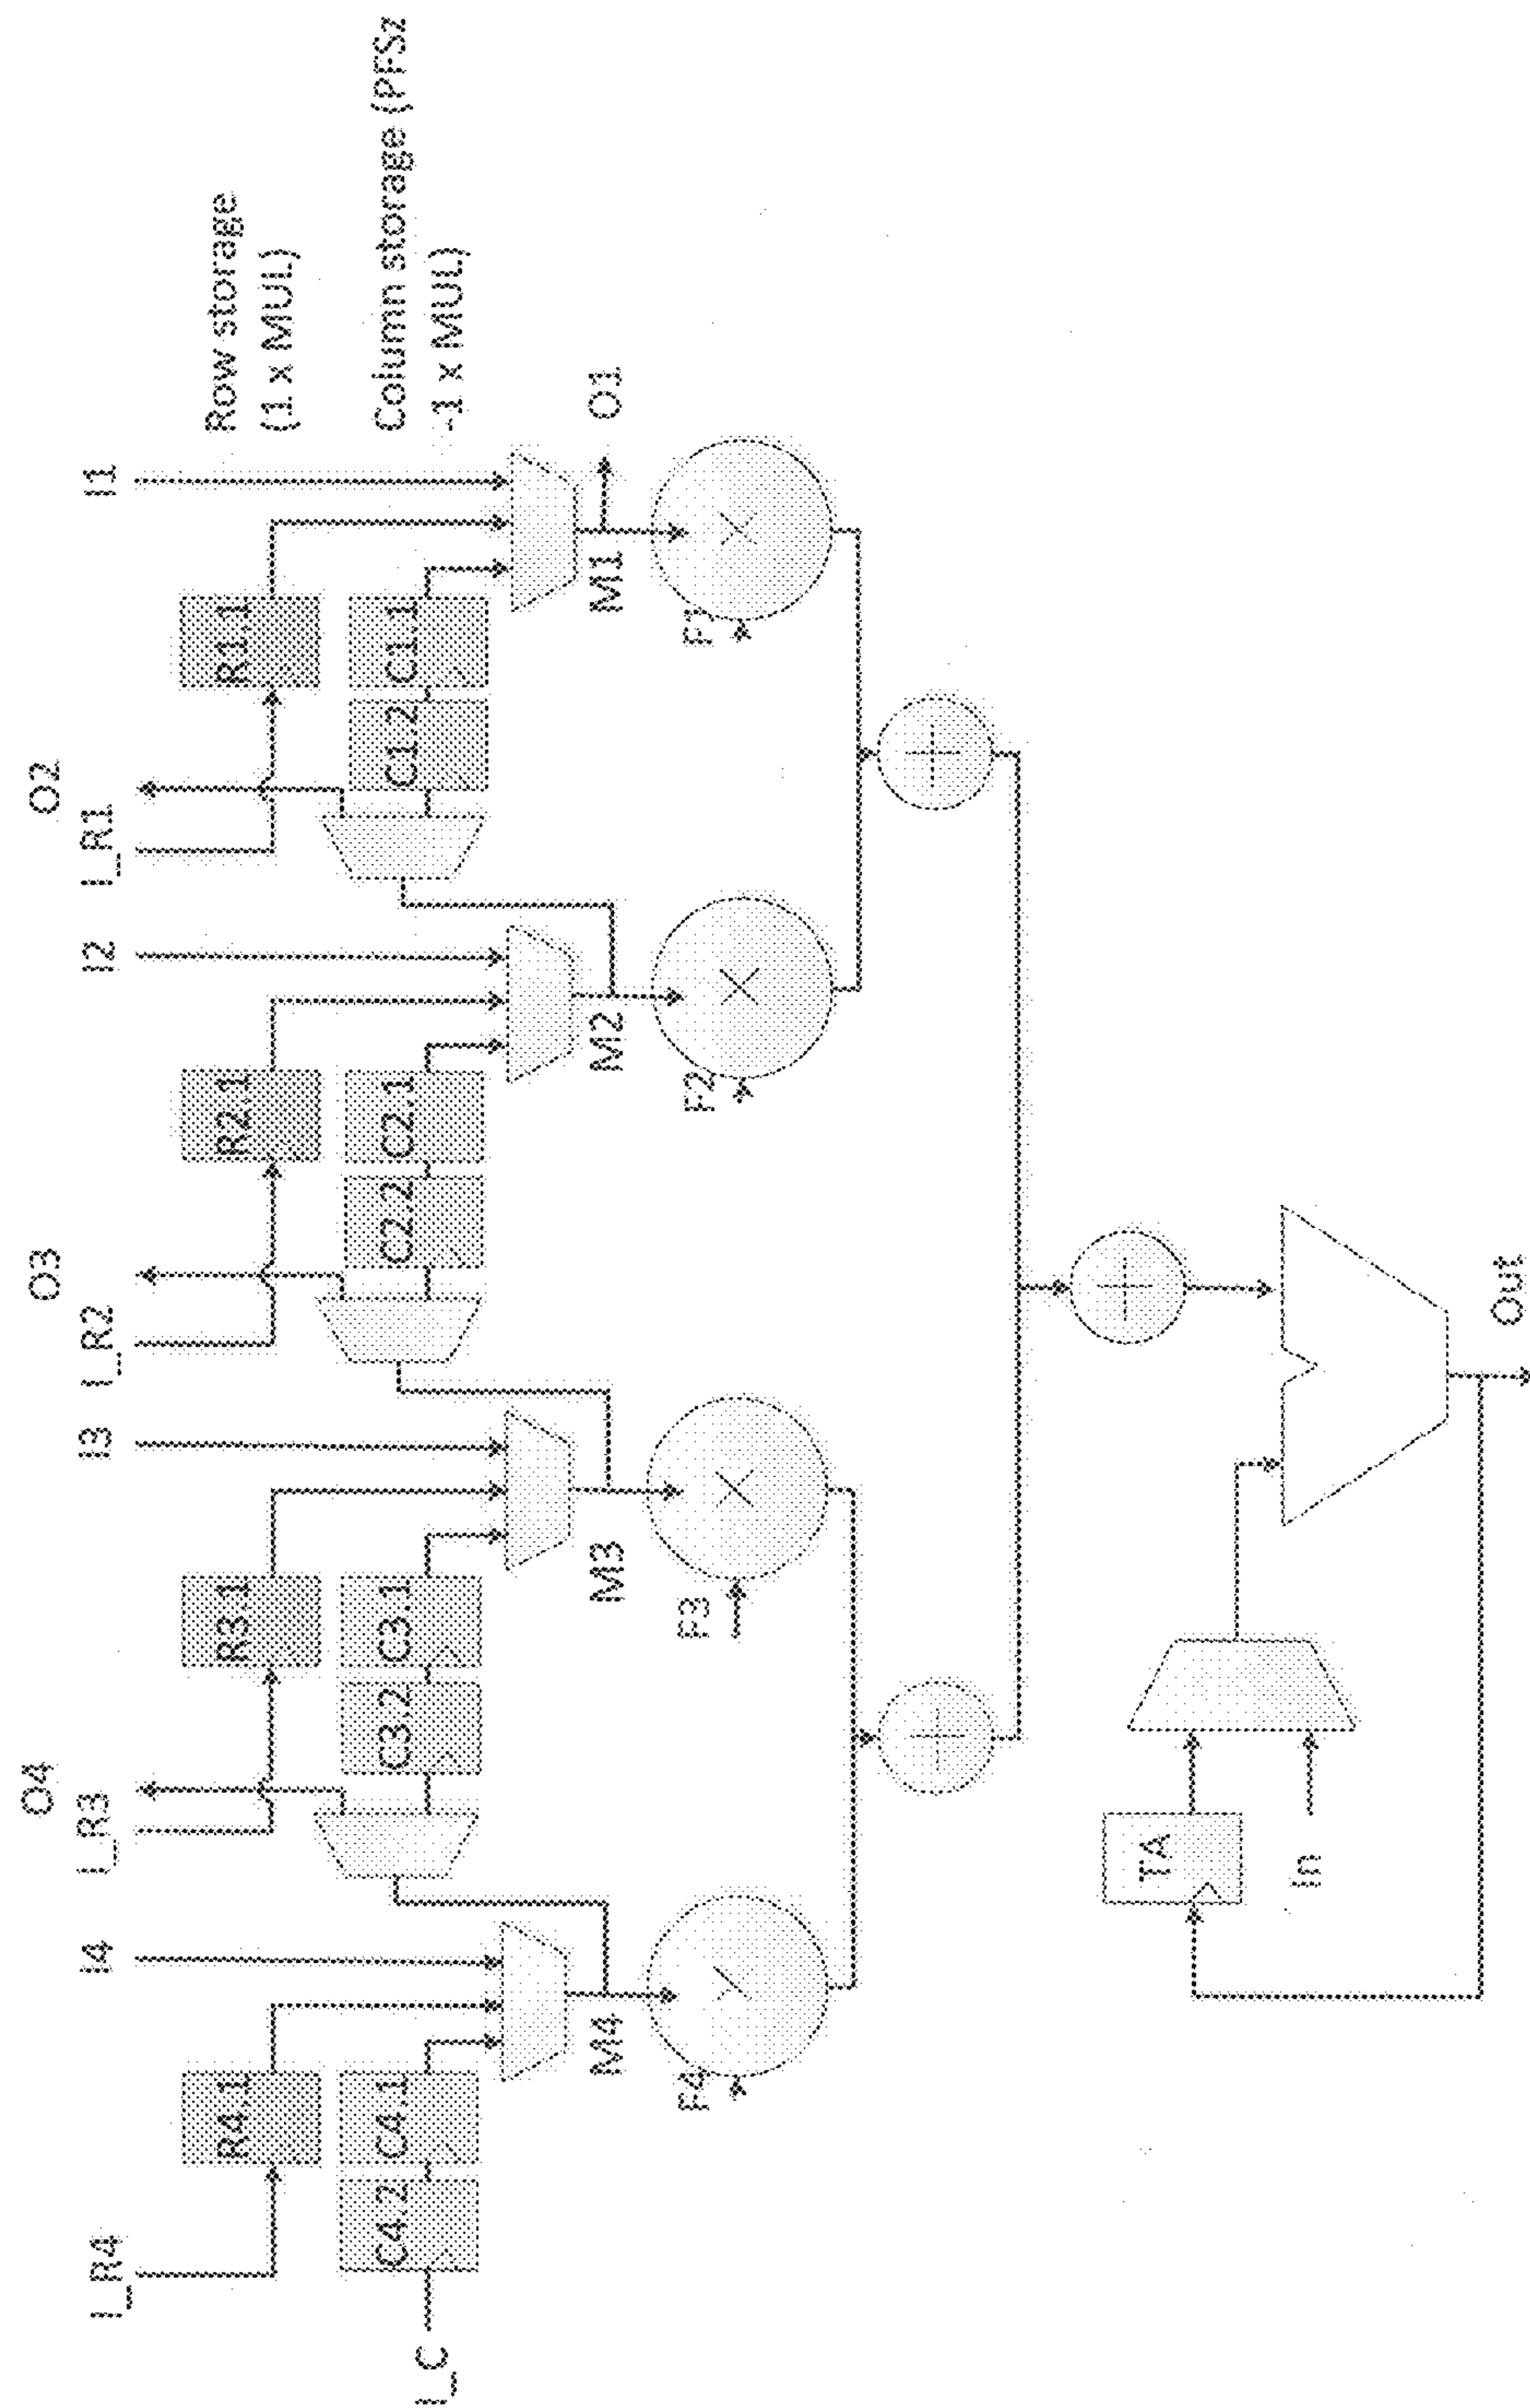 O4
O3
O2
I_R4
I4
I_R3
I3
I_R2
I2
I_R1
I1
R4.1
R3.1
R2.1
R1.1
Row storage
(1 x MUL)
I_C
C4.2
C4.1
C3.2
C3.1
C2.2
C2.1
C1.2
C1.1
Column storage (PFSz
-1 x MUL)
M4
M3
M2
M1
O1
F4
F3
F2
F1
TA
In
Out